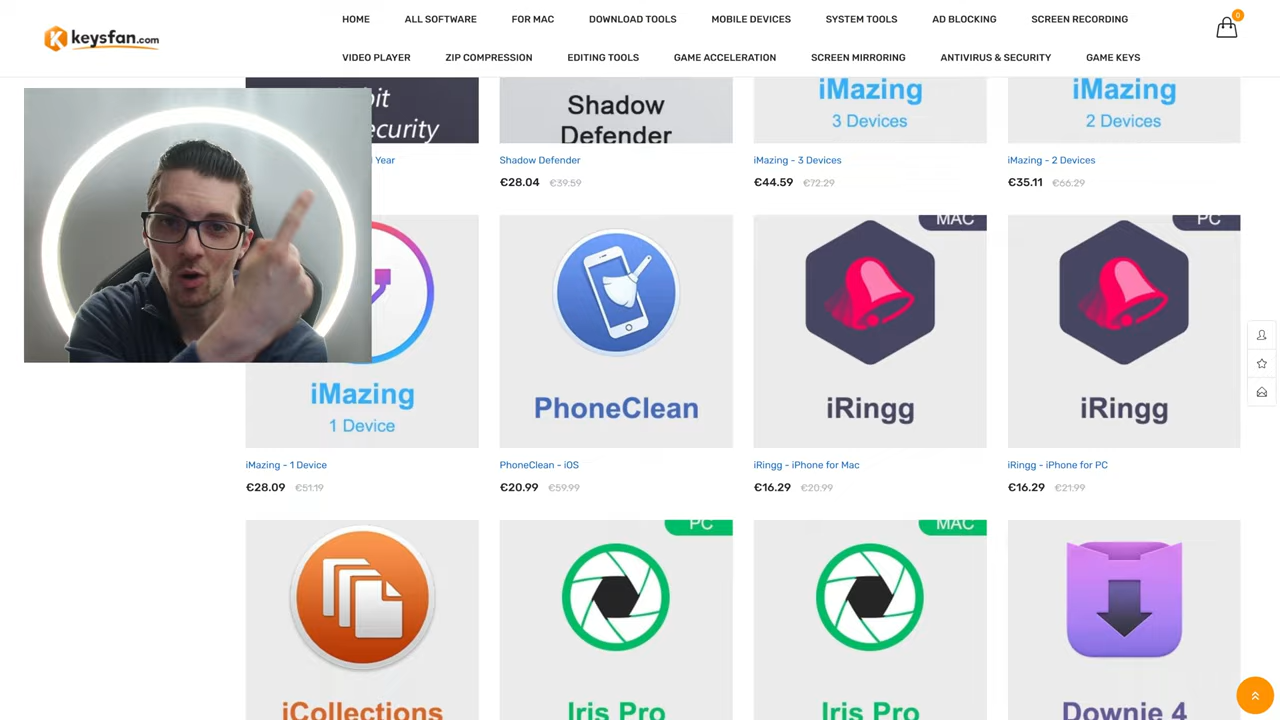 keysfan.com
HOME ALL SOFTWARE FOR MAC DOWNLOAD TOOLS MOBILE DEVICES SYSTEM TOOLS AD BLOCKING SCREEN RECORDING
0
VIDEO PLAYER ZIP COMPRESSION EDITING TOOLS GAME ACCELERATION SCREEN MIRRORING ANTIVIRUS & SECURITY GAME KEYS
Shadow
Defender
iMazing
3 Devices
iMazing
2 Devices
Year
Shadow Defender
iMazing - 3 Devices
iMazing - 2 Devices
€28.04 €39.59
€44.59 €72.29
€35.11 €66.29
MAC
PC
iMazing
1 Device
PhoneClean
iRingg
iRingg
iMazing - 1 Device
PhoneClean - iOS
iRingg - iPhone for Mac
iRingg - iPhone for PC
€28.09 €51.19
€20.99 €59.99
€16.29 €20.99
€16.29 €21.99
PC
MAC
iCollections
Iris Pro
Iris Pro
Downie 4